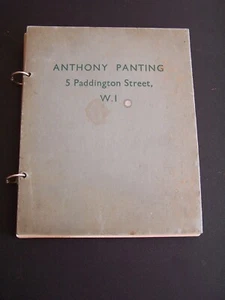 ANTHONY PANTING
5 Paddington Street,
W.1